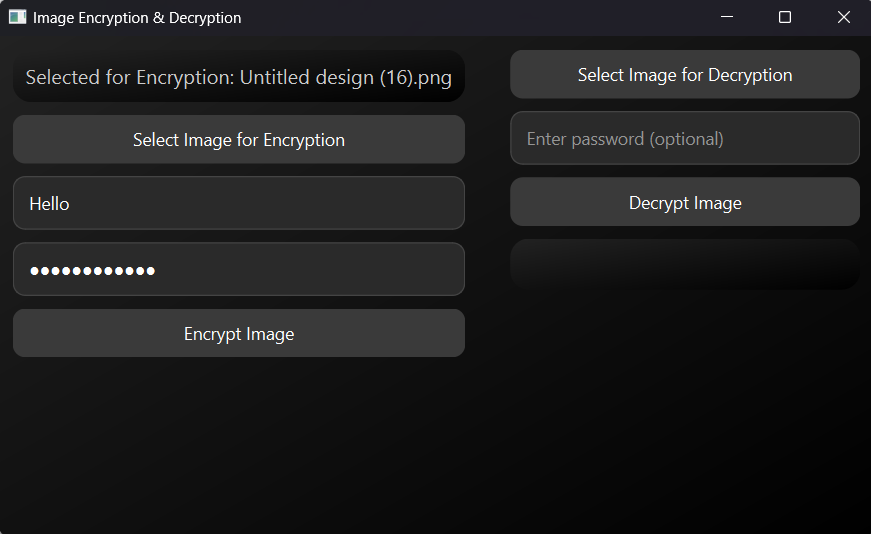 Image Encryption & Decryption
Selected for Encryption: Untitled design (16).png
Select Image for Encryption
Hello
●●●●●●●●●●●●
Encrypt Image
Select Image for Decryption
Enter password (optional)
Decrypt Image